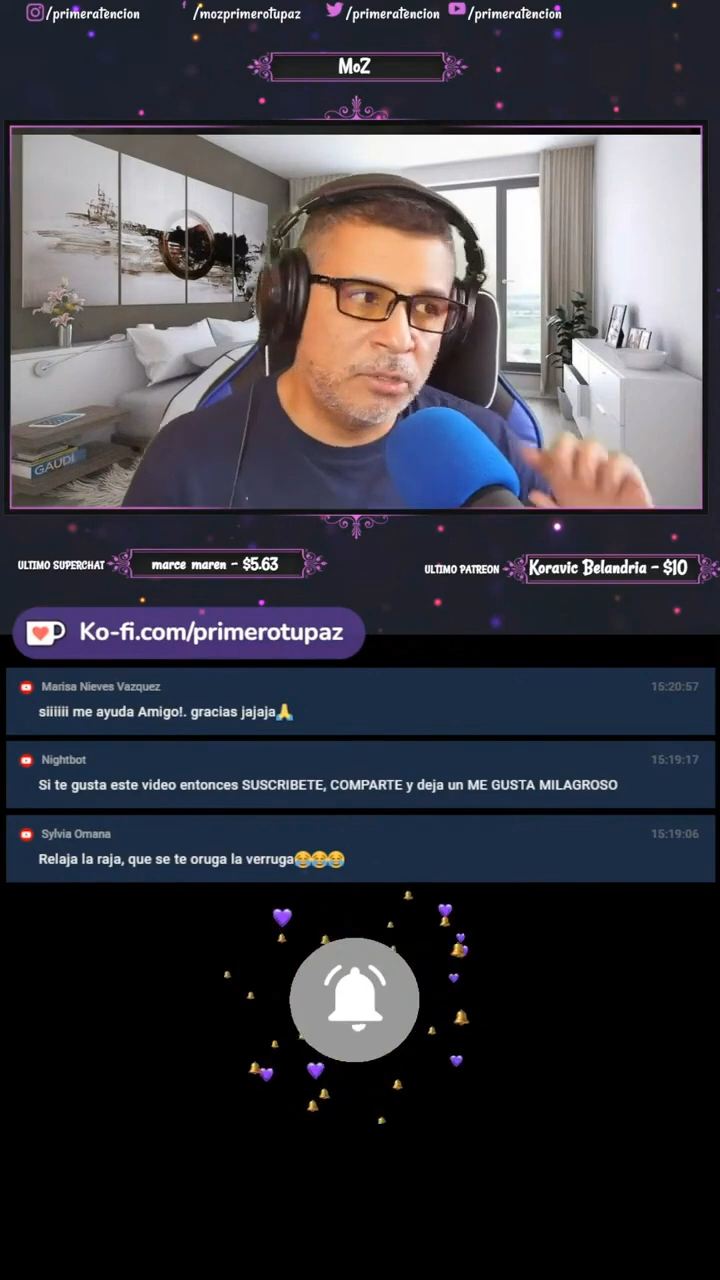 /primeratencion
/mozprimerotupaz
/primeratencion
/primeratencion
MoZ
GAUDÍ
ULTIMO SUPERCHAT
marce maren - $5.63
ULTIMO PATREON
Koravic Belandria - $10
Ko-fi.com/primerotupaz
Marisa Nieves Vazquez
15:20:57
siiiiii me ayuda Amigo!. gracias jajaja🙏
Nightbot
15:19:17
Si te gusta este video entonces SUSCRIBETE, COMPARTE y deja un ME GUSTA MILAGROSO
Sylvia Omana
15:19:06
Relaja la raja, que se te oruga la verruga😂😂😂